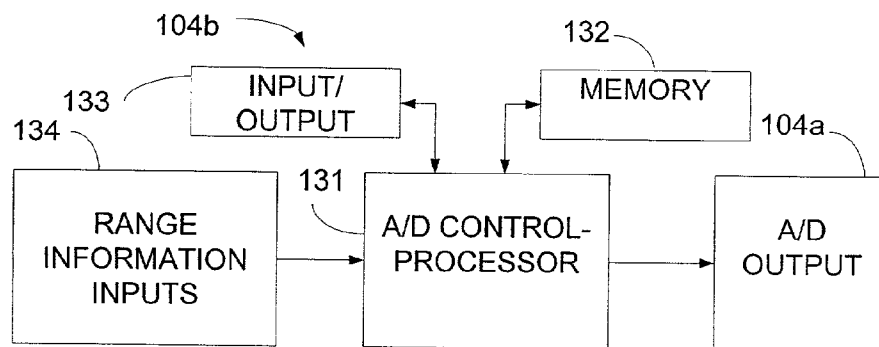 104b
132
133
INPUT/
OUTPUT
MEMORY
134
104a
131
RANGE
INFORMATION
INPUTS
A/D CONTROL-
PROCESSOR
A/D
OUTPUT